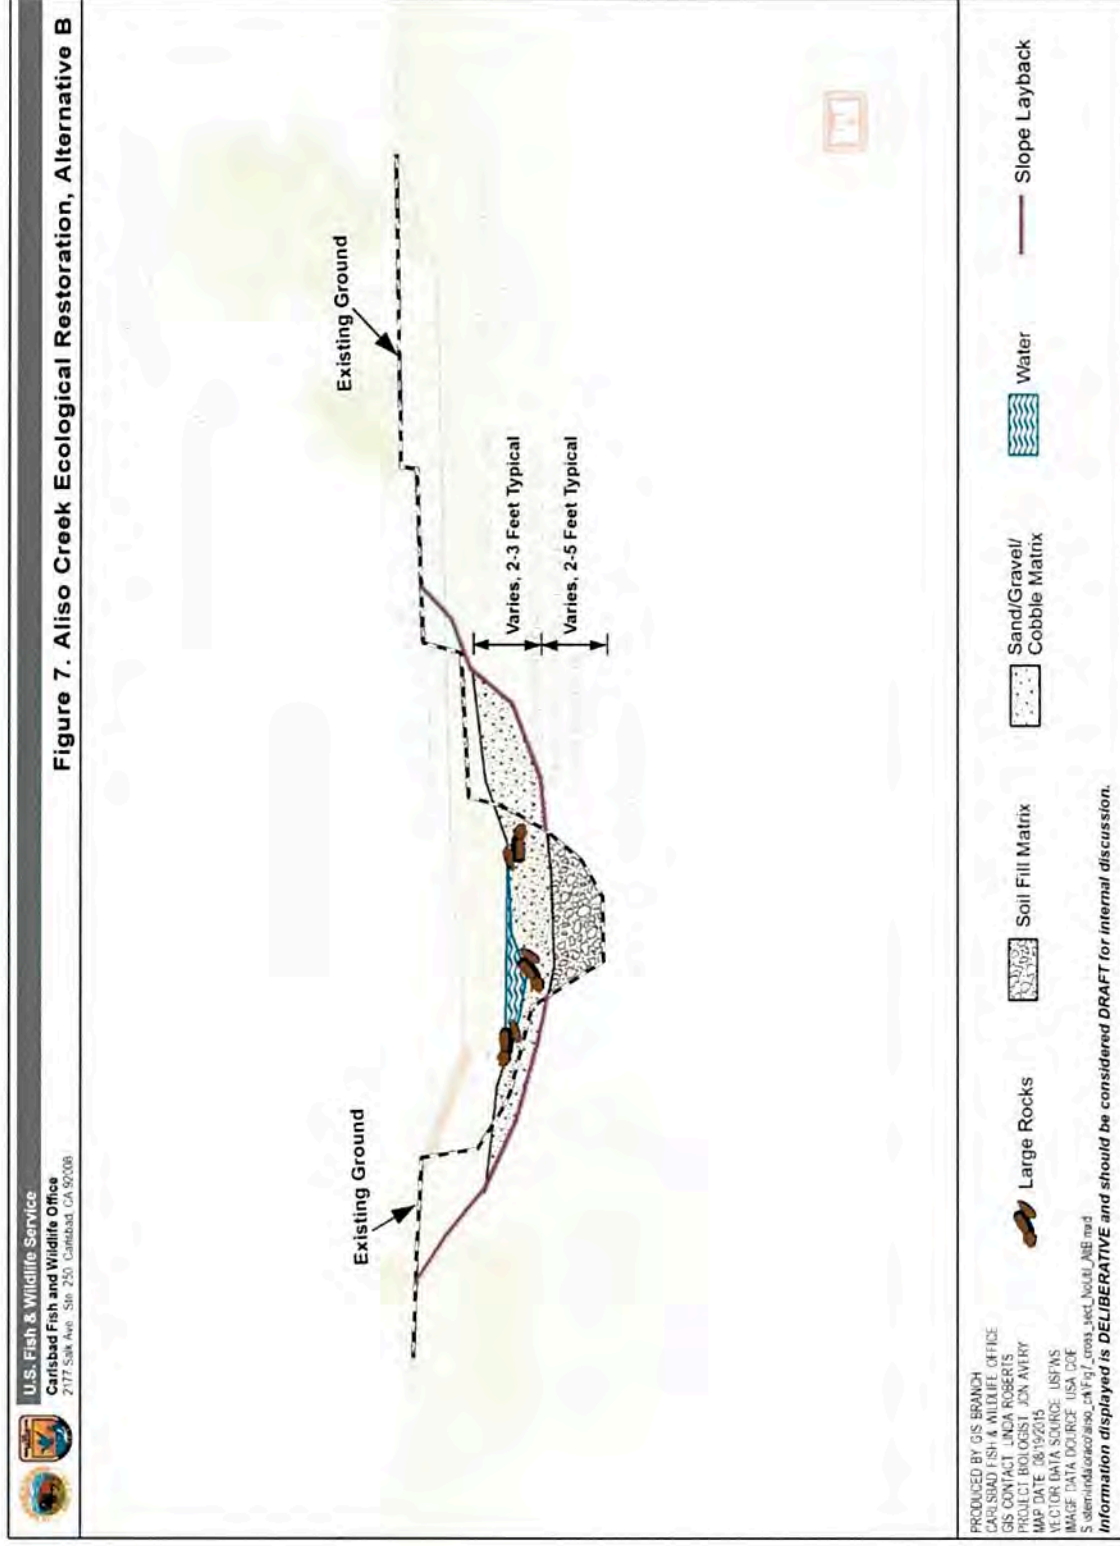 U.S. Fish & Wildlife Service
Carlsbad Fish and Wildlife Office
2177 Salk Ave., Ste. 250 Carlsbad, CA 92008
Figure 7. Aliso Creek Ecological Restoration, Alternative B
Existing Ground
Existing Ground
Varies, 2-3 Feet Typical
Varies, 2-5 Feet Typical
Large Rocks
Soil Fill Matrix
Sand/Gravel/
Cobble Matrix
Water
Slope Layback
PRODUCED BY GIS BRANCH
CARLSBAD FISH & WILDLIFE OFFICE
GIS CONTACT LINDA ROBERTS
PROJECT BIOLOGIST JON AVERY
MAP DATE 08/19/2015
VECTOR DATA SOURCE USFWS
IMAGE DATA DOURCE USA COE
Information displayed is DELIBERATIVE and should be considered DRAFT for internal discussion.